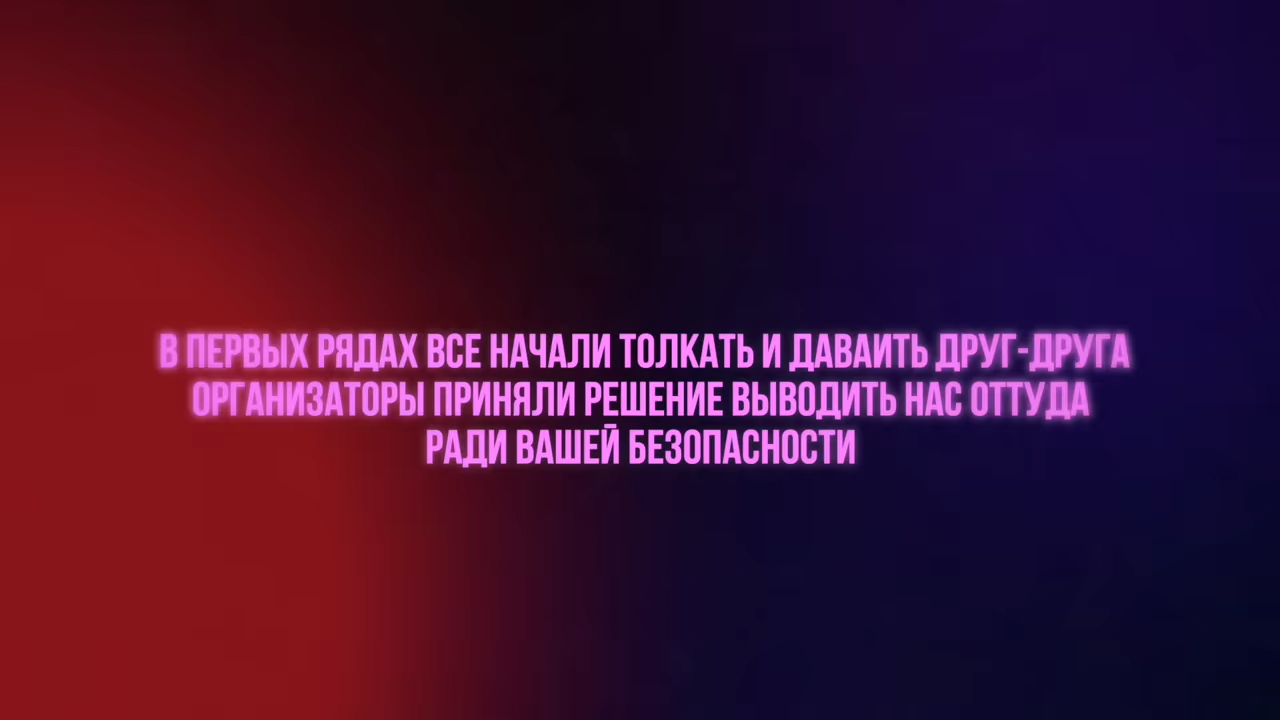 В ПЕРВЫХ РЯДАХ ВСЕ НАЧАЛИ ТОЛКАТЬ И ДАВАИТЬ ДРУГ-ДРУГА
ОРГАНИЗАТОРЫ ПРИНЯЛИ РЕШЕНИЕ ВЫВОДИТЬ НАС ОТТУДА
РАДИ ВАШЕЙ БЕЗОПАСНОСТИ